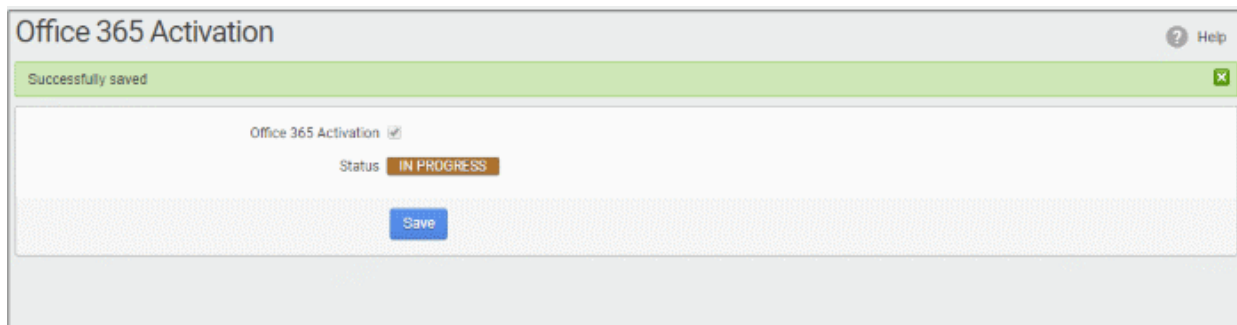 Office 365 Activation
Help
Successfully saved
Office 365 Activation
Status IN PROGRESS
Save